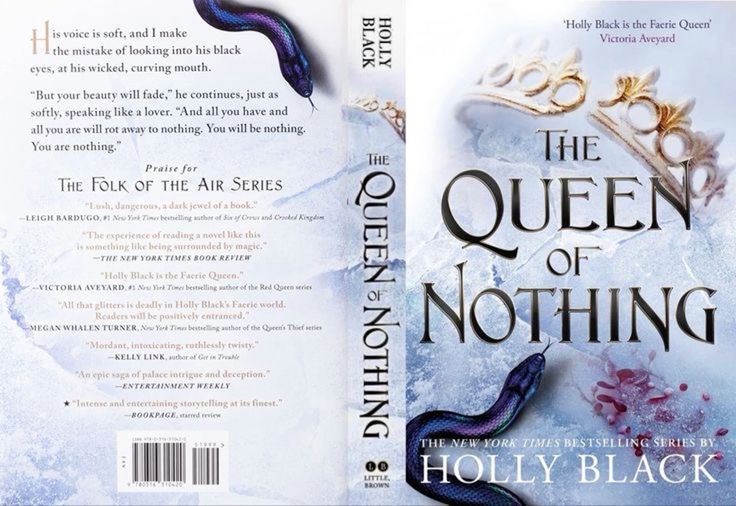 His voice is soft, and I make
the mistake of looking into his black
eyes, at his wicked, curving mouth.
“But your beauty will fade,” he continues, just as
softly, speaking like a lover. “And all you have and
all you are will rot away to nothing. You will be nothing.
You are nothing.”
Praise for
THE FOLK OF THE AIR SERIES
“Lush, dangerous, a dark jewel of a book.”
—LEIGH BARDUGO, #1 New York Times bestselling author of Six of Crows and Crooked Kingdom
“The experience of reading a novel like this
is something like being surrounded by magic.”
—THE NEW YORK TIMES BOOK REVIEW
“Holly Black is the Faerie Queen.”
—VICTORIA AVEYARD, #1 New York Times bestselling author of the Red Queen series
“All that glitters is deadly in Holly Black’s Faerie world.
Readers will be positively entranced.”
MEGAN WHALEN TURNER, New York Times bestselling author of the Queen’s Thief series
“Mordant, intoxicating, ruthlessly twisty.”
—KELLY LINK, author of Get in Trouble
“An epic saga of palace intrigue and deception.”
—ENTERTAINMENT WEEKLY
★ “Intense and entertaining storytelling at its finest.”
—BOOKPAGE, starred review
ISBN 978-0-316-31042-0
51999
9 780316 310420
HOLLY
BLACK
THE
QUEEN
OF
NOTHING
L B
LITTLE,
BROWN
‘Holly Black is the Faerie Queen’
Victoria Aveyard
THE
QUEEN
OF
NOTHING
THE NEW YORK TIMES BESTSELLING SERIES BY
HOLLY BLACK